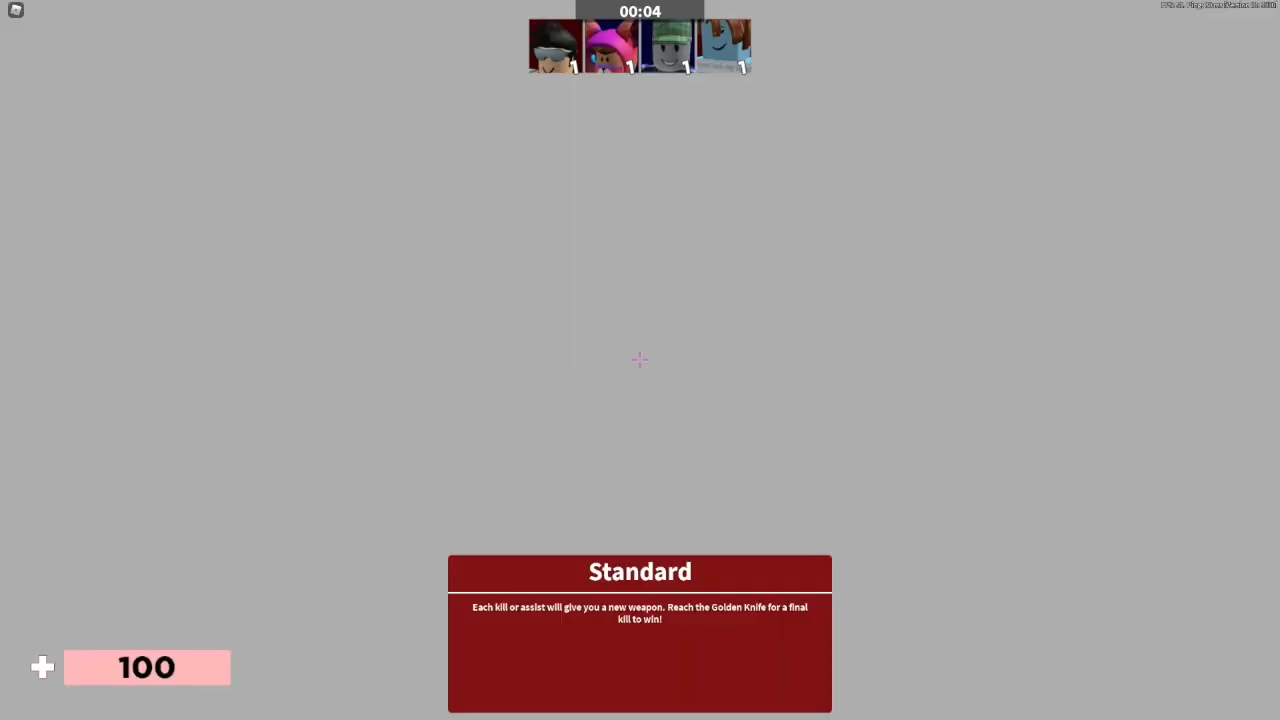 00:04
1 1 1 1
Standard
Each kill or assist will give you a new weapon. Reach the Golden Knife for a final
kill to win!
100